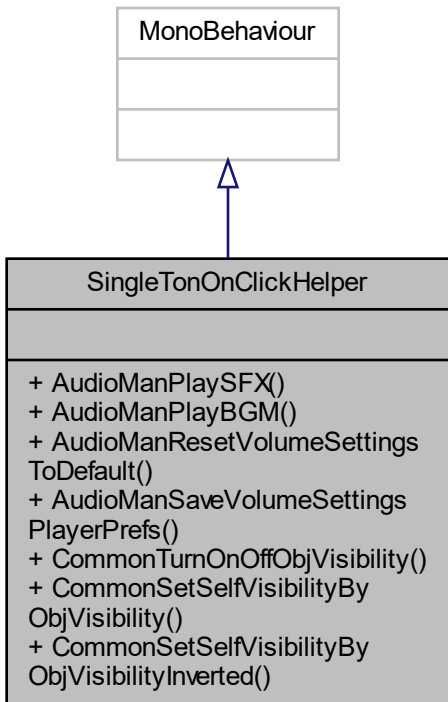 MonoBehaviour
SingleTonOnClickHelper
+ AudioManPlaySFX()
+ AudioManPlayBGM()
+ AudioManResetVolumeSettings
ToDefault()
+ AudioManSaveVolumeSettings
PlayerPrefs()
+ CommonTurnOnOffObjVisibility()
+ CommonSetSelfVisibilityBy
ObjVisibility()
+ CommonSetSelfVisibilityBy
ObjVisibilityInverted()